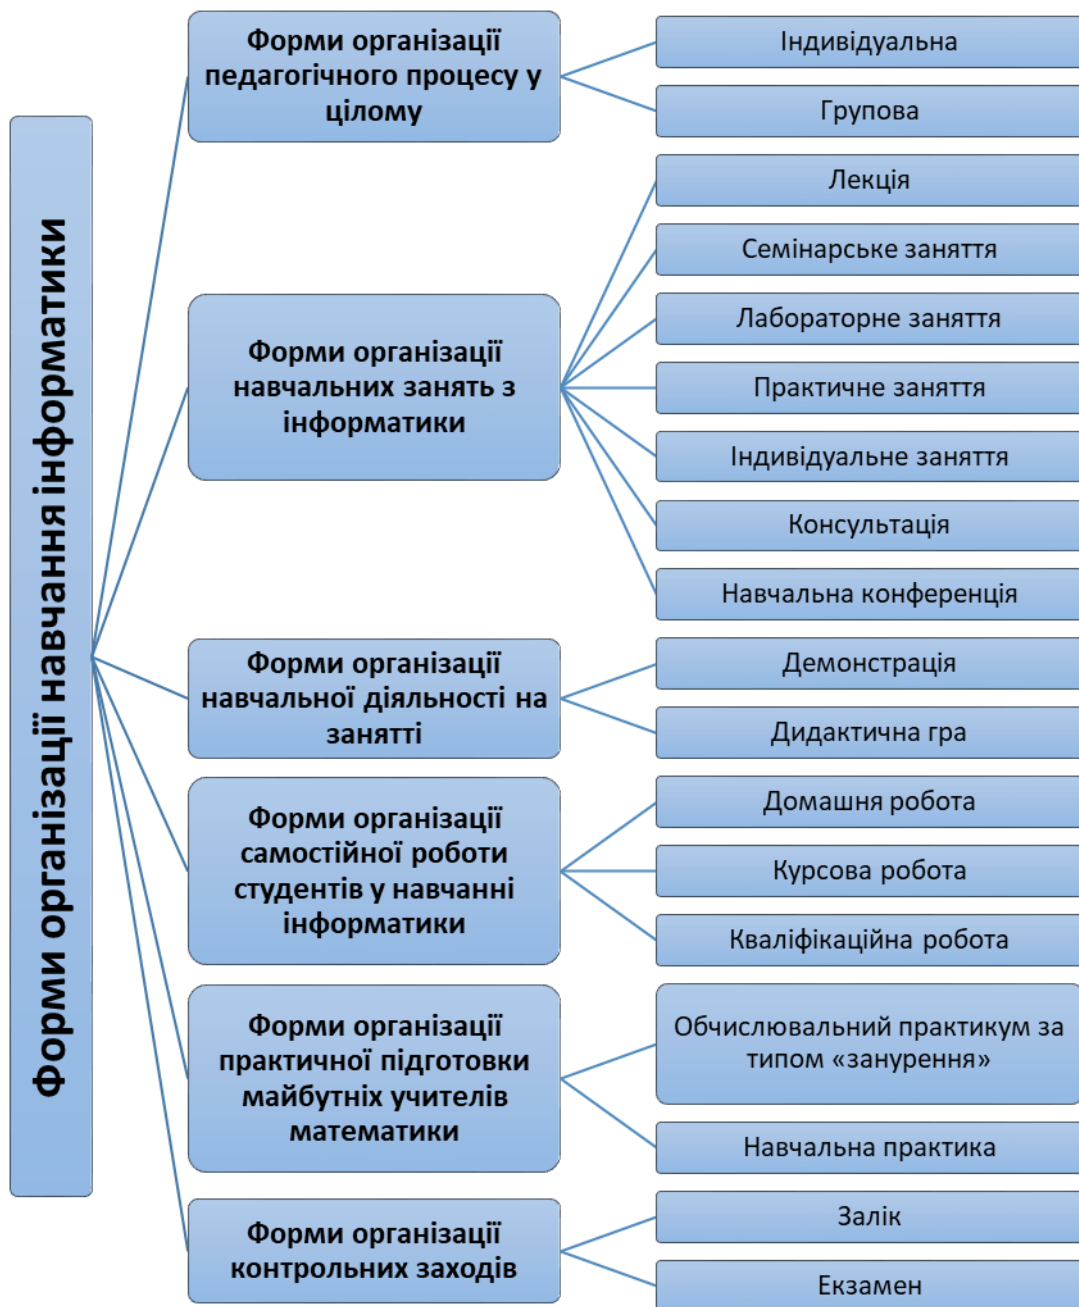 Форми організації навчання інформатики
Форми організації
педагогічного процесу у
цілому
Індивідуальна
Групова
Форми організації
навчальних занять з
інформатики
Лекція
Семінарське заняття
Лабораторне заняття
Практичне заняття
Індивідуальне заняття
Консультація
Навчальна конференція
Форми організації
навчальної діяльності на
занятті
Демонстрація
Дидактична гра
Форми організації
самостійної роботи
студентів у навчанні
інформатики
Домашня робота
Курсова робота
Кваліфікаційна робота
Форми організації
практичної підготовки
майбутніх учителів
математики
Обчислювальний практикум за
типом «занурення»
Навчальна практика
Форми організації
контрольних заходів
Залік
Екзамен